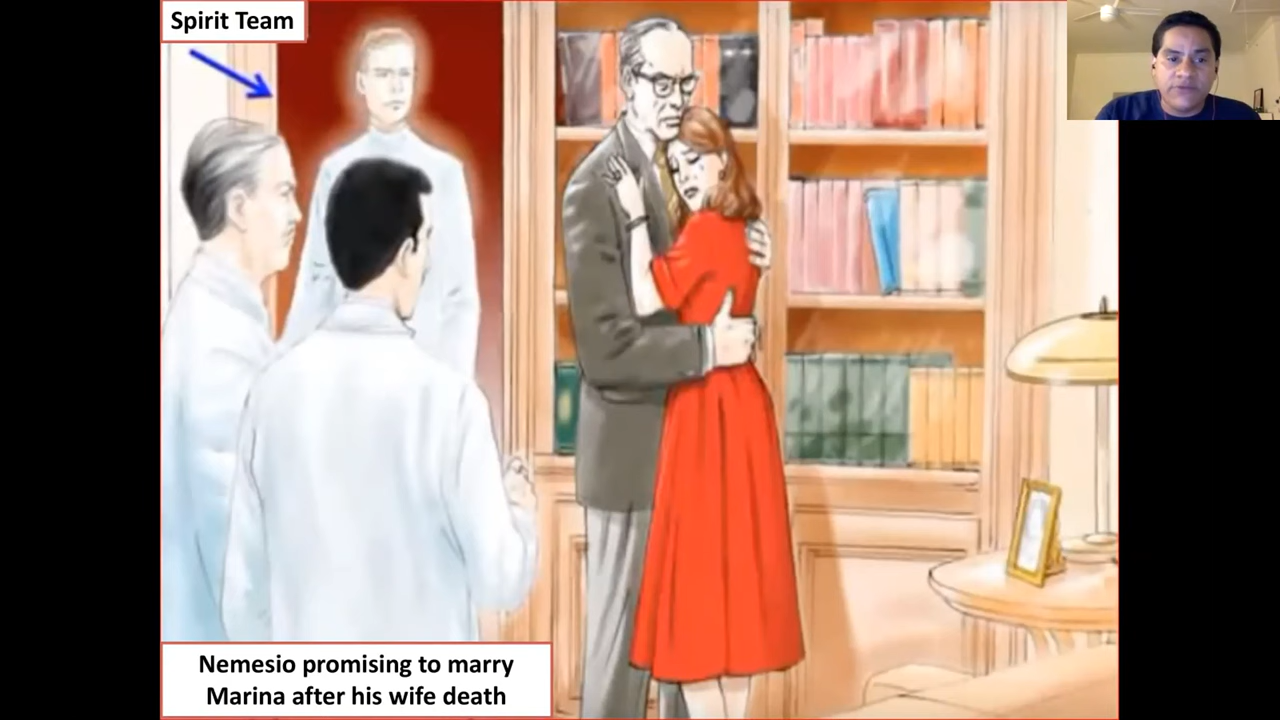 Spirit Team
Nemesio promising to marry
Marina after his wife death